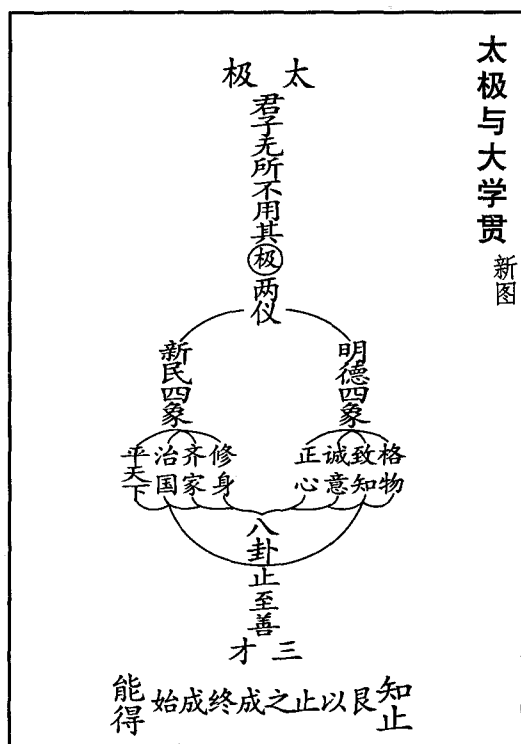 太极与大学贯
新图
太极
君子无所不用其极
两仪
明德四象
新民四象
格物
致知
诚意
正心
修身
齐家
治国
平天下
八卦止至善
三才
知止
艮以止之成终成始
能得